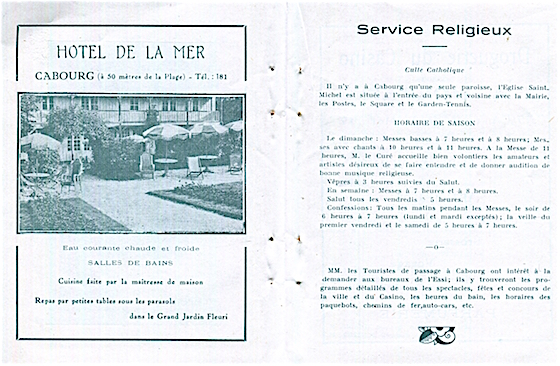 HOTEL DE LA MER
CABOURG (à 50 mètres de la Plage) - Tél. : 181
Eau courante chaude et froide
SALLES DE BAINS
Cuisine faite par la maîtresse de maison
Repas par petites tables sous les parasols
dans le Grand Jardin Fleuri
Service Religieux
Culte Catholique
Il n'y a à Cabourg qu'une seule paroisse, l'Eglise Saint,
Michel est située à l'entrée du pays et voisine avec la Mairie,
les Postes, le Square et le Garden-Tennis.
HORAIRE DE SAISON
Le dimanche : Messes basses à 7 heures et à 8 heures; Mes,
ses avec chants à 10 heures et à 11 heures. A la Messe de 11
heures, M. le Curé accueille bien volontiers les amateurs et
artistes désireux de se faire entendre et de donner audition de
bonne musique religieuse.
Vêpres à 3 heures suivies du Salut.
En semaine : Messes à 7 heures et à 8 heures.
Salut tous les vendredis à 5 heures.
Confessions: Tous les matins pendant les Messes, le soir de
6 heures à 7 heures (lundi et mardi exceptés); la veille du
premier vendredi et le samedi de 5 heures à 7 heures.
—o—
MM. les Touristes de passage à Cabourg ont intérêt à la
demander aux bureaux de l'Essi; ils y trouveront les pro-
grammes détaillés de tous les spectacles, fêtes et concours de
la ville et du Casino, les heures du bain, les horaires des
paquebots, chemins de fer, auto-cars, etc.